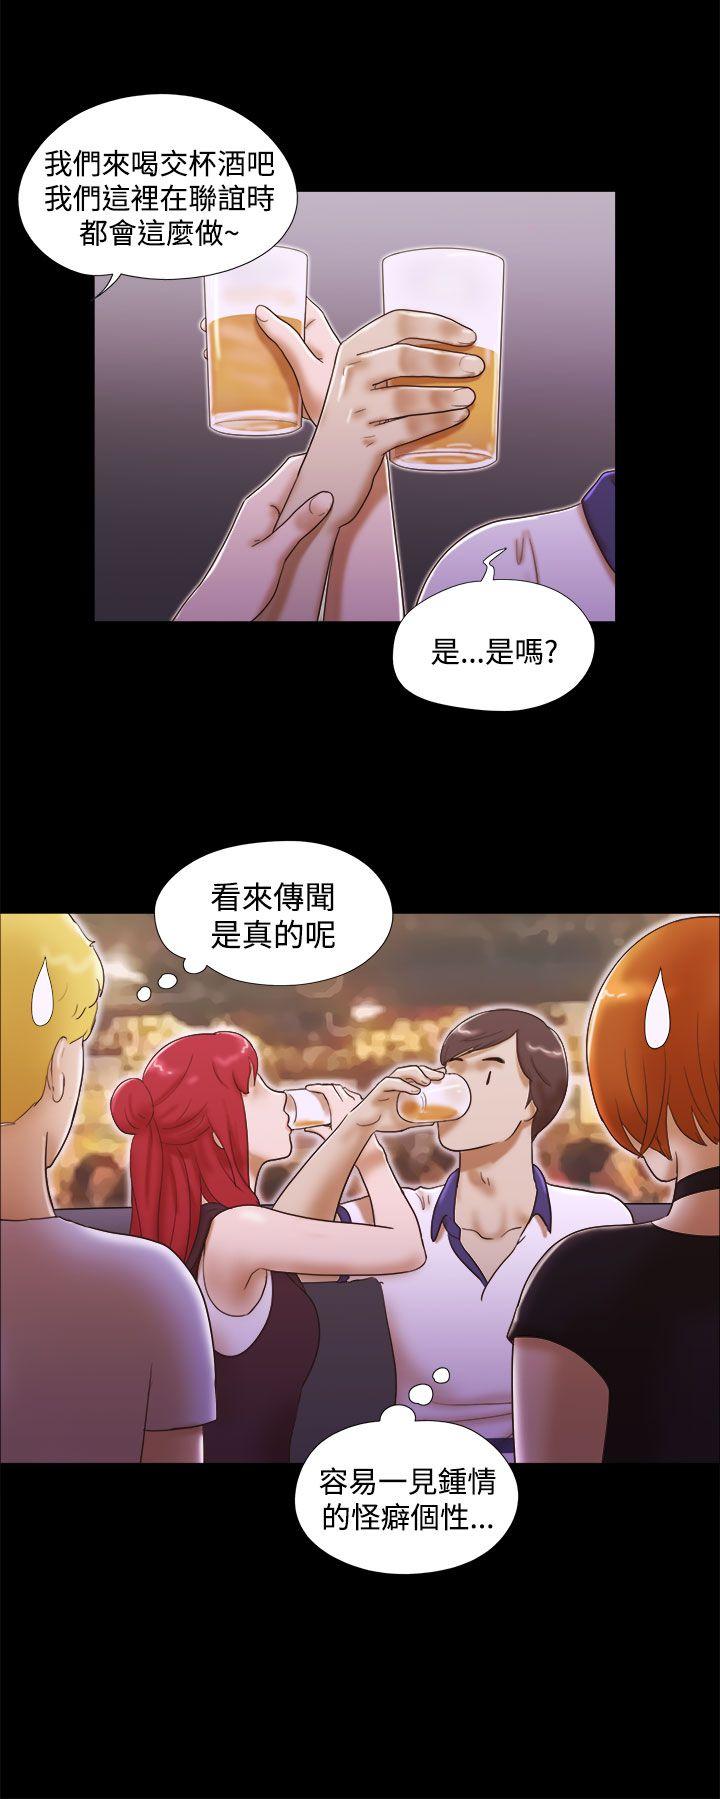 我們來喝交杯酒吧
我們這裡在聯誼時
都會這麼做~
是...是嗎?
看來傳聞
是真的呢
容易一見鍾情
的怪癖個性...